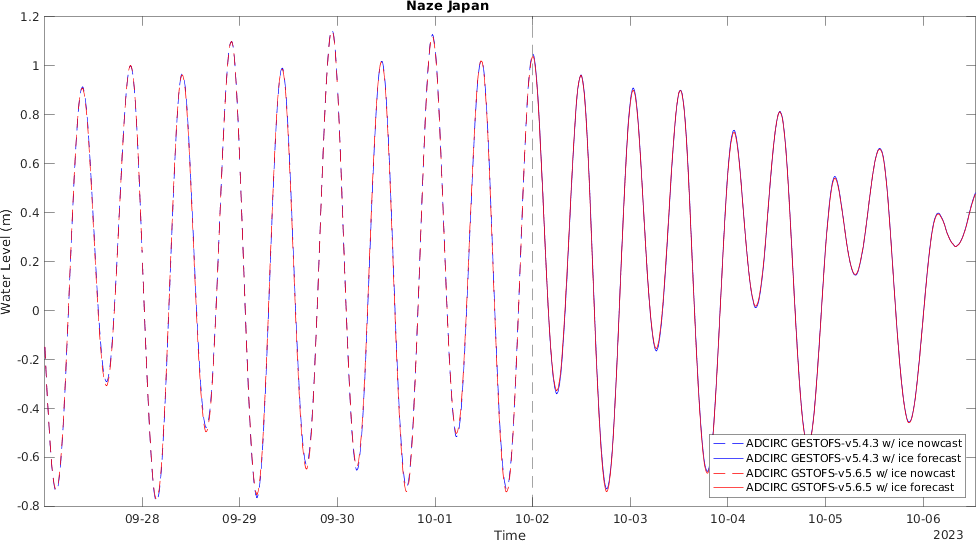 Naze Japan
Water Level (m)
1.2
1
0.8
0.6
0.4
0.2
0
-0.2
-0.4
-0.6
-0.8
ADCIRC GESTOFS-v5.4.3 w/ ice nowcast
ADCIRC GESTOFS-v5.4.3 w/ ice forecast
ADCIRC GSTOFS-v5.6.5 w/ ice nowcast
ADCIRC GSTOFS-v5.6.5 w/ ice forecast
09-28 09-29 09-30 10-01 10-02 10-03 10-04 10-05 10-06
Time
2023